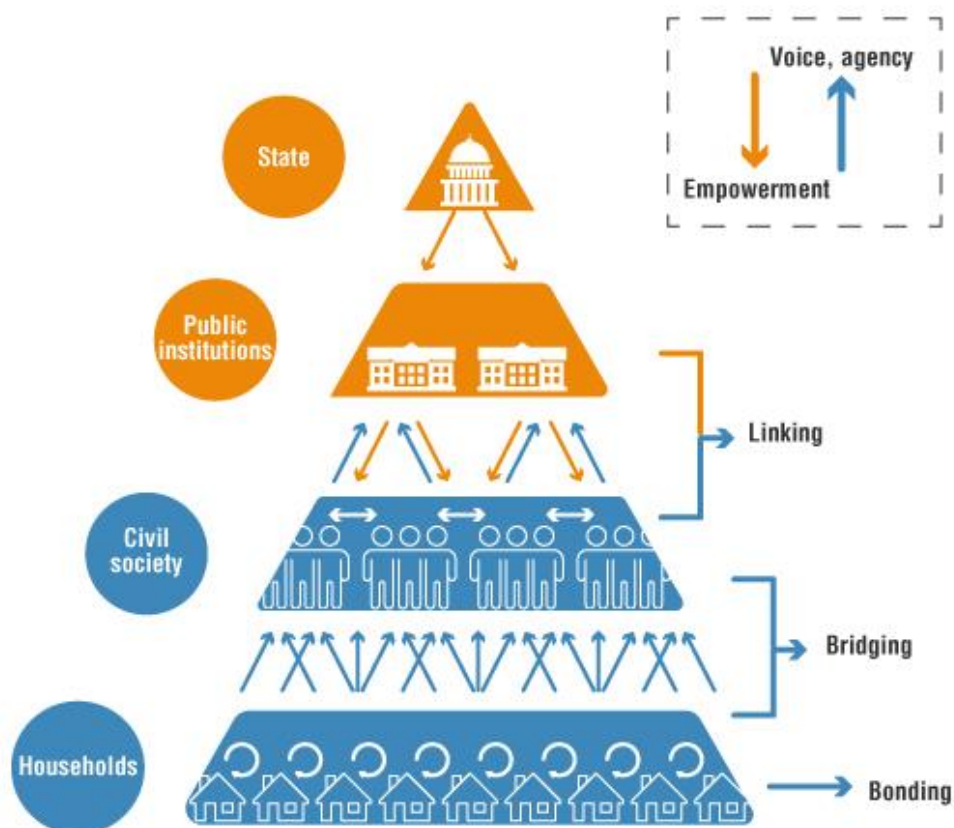 Voice, agency
Empowerment
State
Public
institutions
Linking
Civil
society
Bridging
Households
Bonding